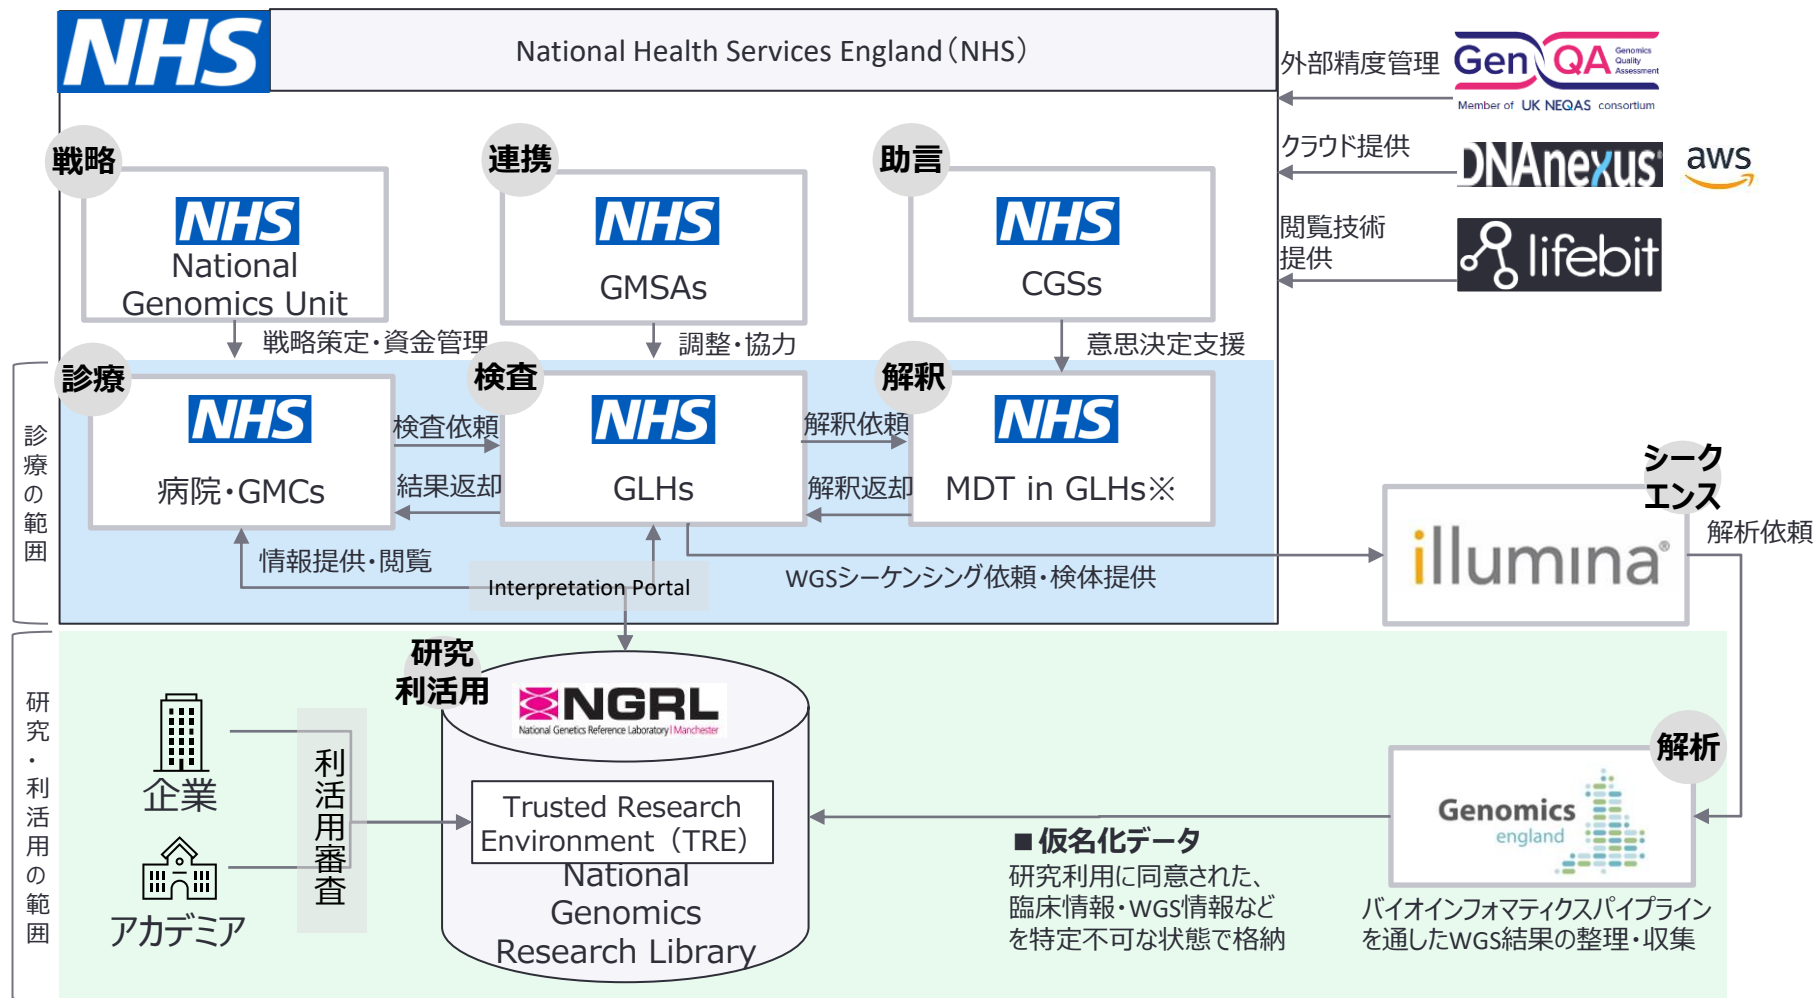 NHS
National Health Services England（NHS）
外部精度管理
GenQA
Genomics
Quality
Assessment
Member of UK NEQAS consortium
クラウド提供
DNAnexus
aws
閲覧技術
提供
lifebit
戦略
NHS
National
Genomics Unit
連携
NHS
GMSAs
助言
NHS
CGSs
戦略策定・資金管理
調整・協力
意思決定支援
診療の範囲
診療
NHS
病院・GMCs
検査依頼
結果返却
検査
NHS
GLHs
解釈依頼
解釈返却
解釈
NHS
MDT in GLHs※
情報提供・閲覧
Interpretation Portal
WGSシーケンシング依頼・検体提供
シーク
エンス
illumina®
解析依頼
研究・利活用の範囲
企業
アカデミア
利活用審査
研究
利活用
NGRL
National Genetics Reference Laboratory | Manchester
Trusted Research
Environment（TRE）
National
Genomics
Research Library
■仮名化データ
研究利用に同意された、
臨床情報・WGS情報など
を特定不可な状態で格納
解析
Genomics
england
バイオインフォマティクスパイプライン
を通したWGS結果の整理・収集